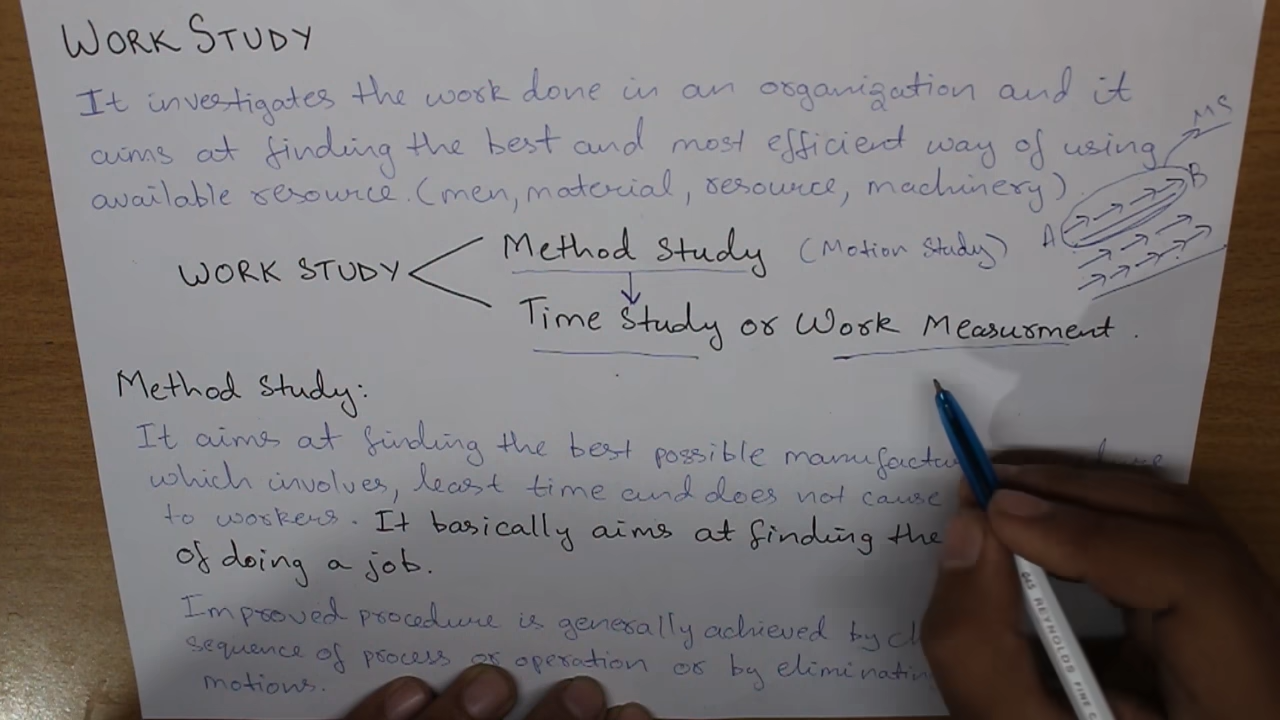 WORK STUDY
It investigates the work done in an organization and it
aims at finding the best and most efficient way of using
available resource. (men, material, resource, machinery)
MS
A
B
WORK STUDY
Method study (Motion study)
Time study or Work Measurment.
Method study:
It aims at finding the best possible
which involves, least time and does not cause
to workers. It basically aims at finding the
of doing a job.
Improved procedure is generally achieved by
sequence of process or operation or by
motions.
045 REYNOLDS FINE